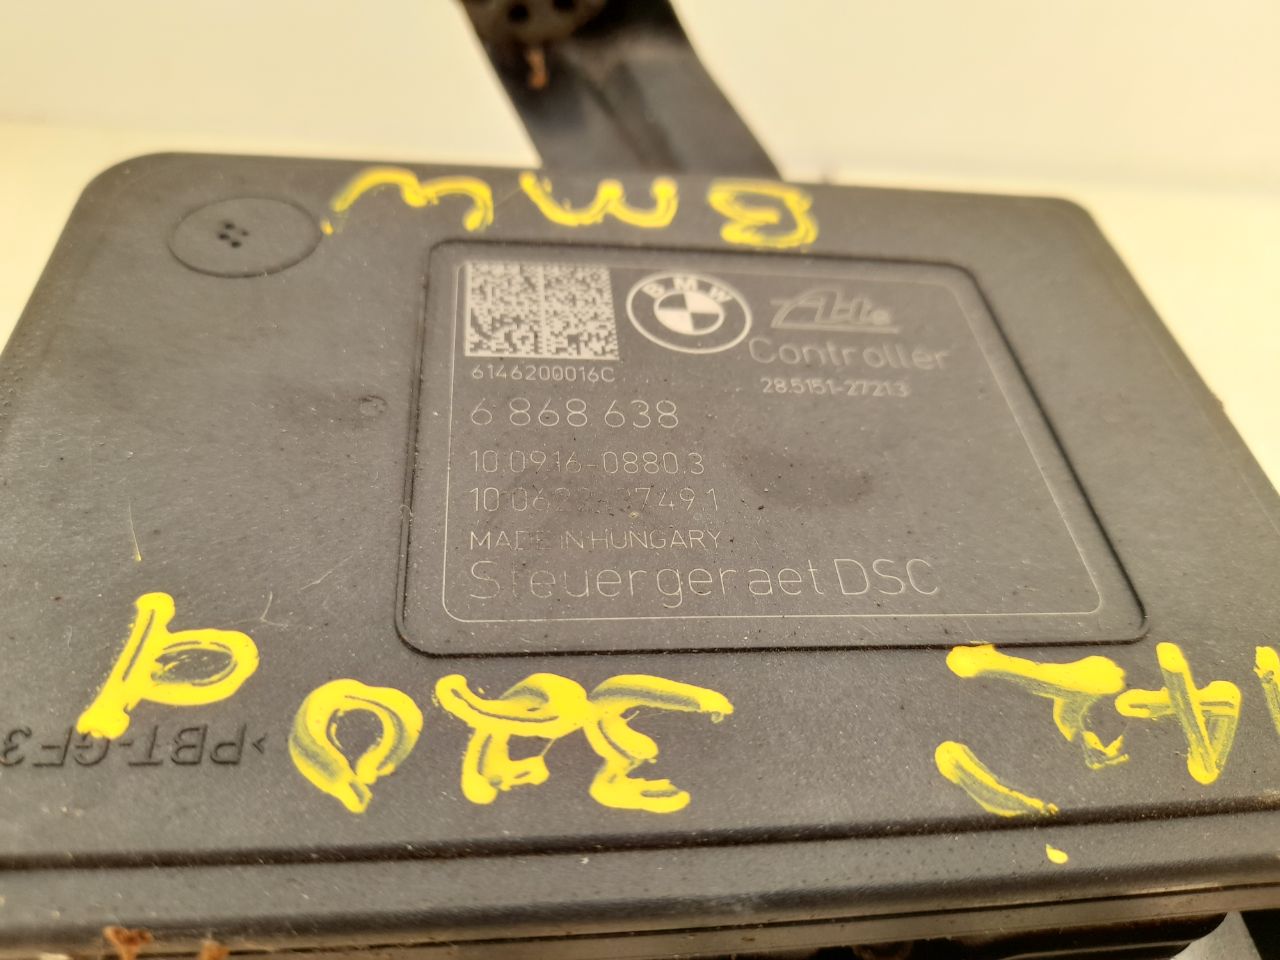 BMW
BMW
Ate
Controller
28.5151-27213
6146200016C
6 868 638
10.0916-0880.3
MADE IN HUNGARY
Steuergeraet DSC
320 d
>PBT-GF3